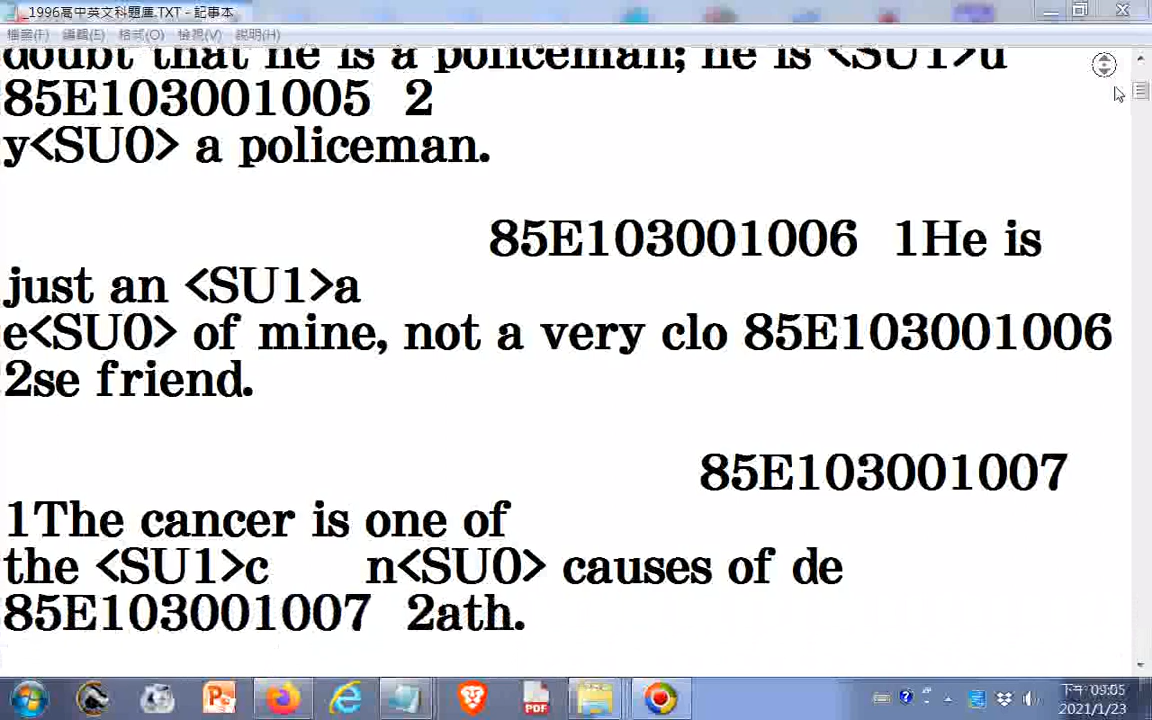 _1996高中英文科題庫.TXT - 記事本
檔案(F) 編輯(E) 格式(O) 檢視(V) 說明(H)
doubt that he is a policeman; he is <SU1>u
85E103001005 2
y<SU0> a policeman.
85E103001006 1He is
just an <SU1>a
e<SU0> of mine, not a very clo 85E103001006
2se friend.
85E103001007
1The cancer is one of
the <SU1>c n<SU0> causes of de
85E103001007 2ath.
PDF
下午 09:05
2021/1/23